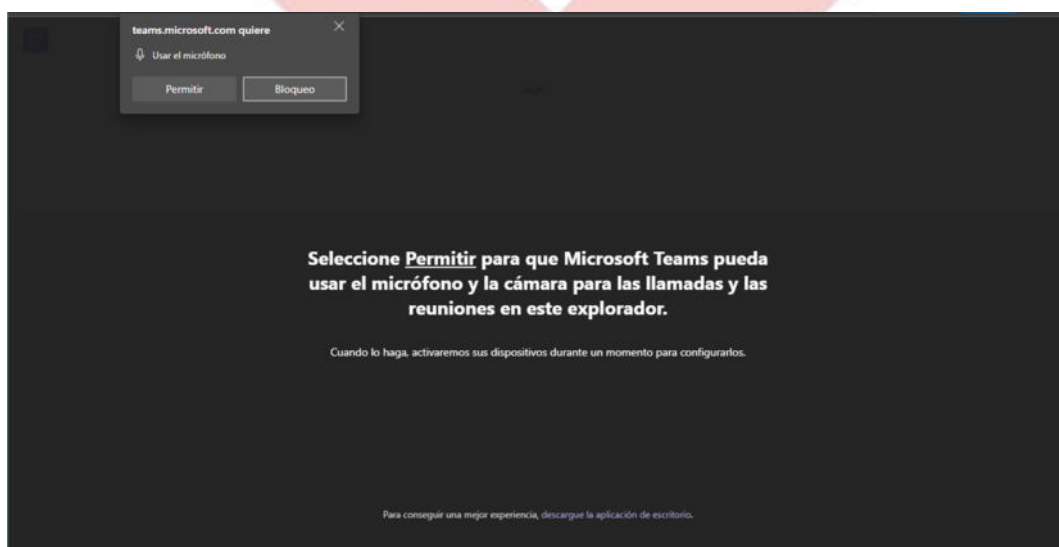 teams.microsoft.com quiere
Usar el micrófono
Permitir Bloqueo
Seleccione Permitir para que Microsoft Teams pueda
usar el micrófono y la cámara para las llamadas y las
reuniones en este explorador.
Cuando lo haga, activaremos sus dispositivos durante un momento para configurarlos.
Para conseguir una mejor experiencia, descargue la aplicación de escritorio.